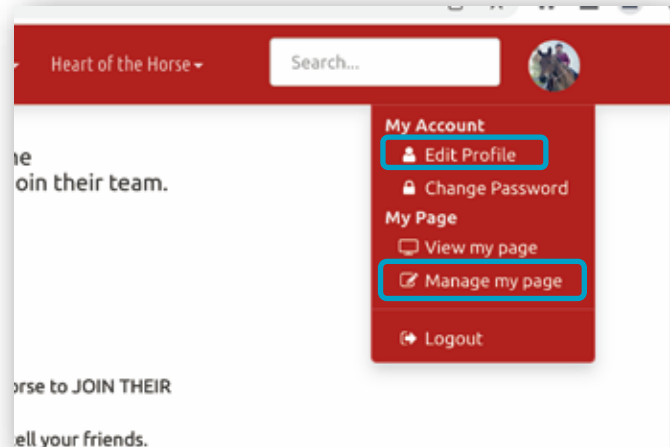 Heart of the Horse
Search...
My Account
Edit Profile
oin their team.
Change Password
My Page
View my page
Manage my page
Logout
orse to JOIN THEIR
ell your friends.